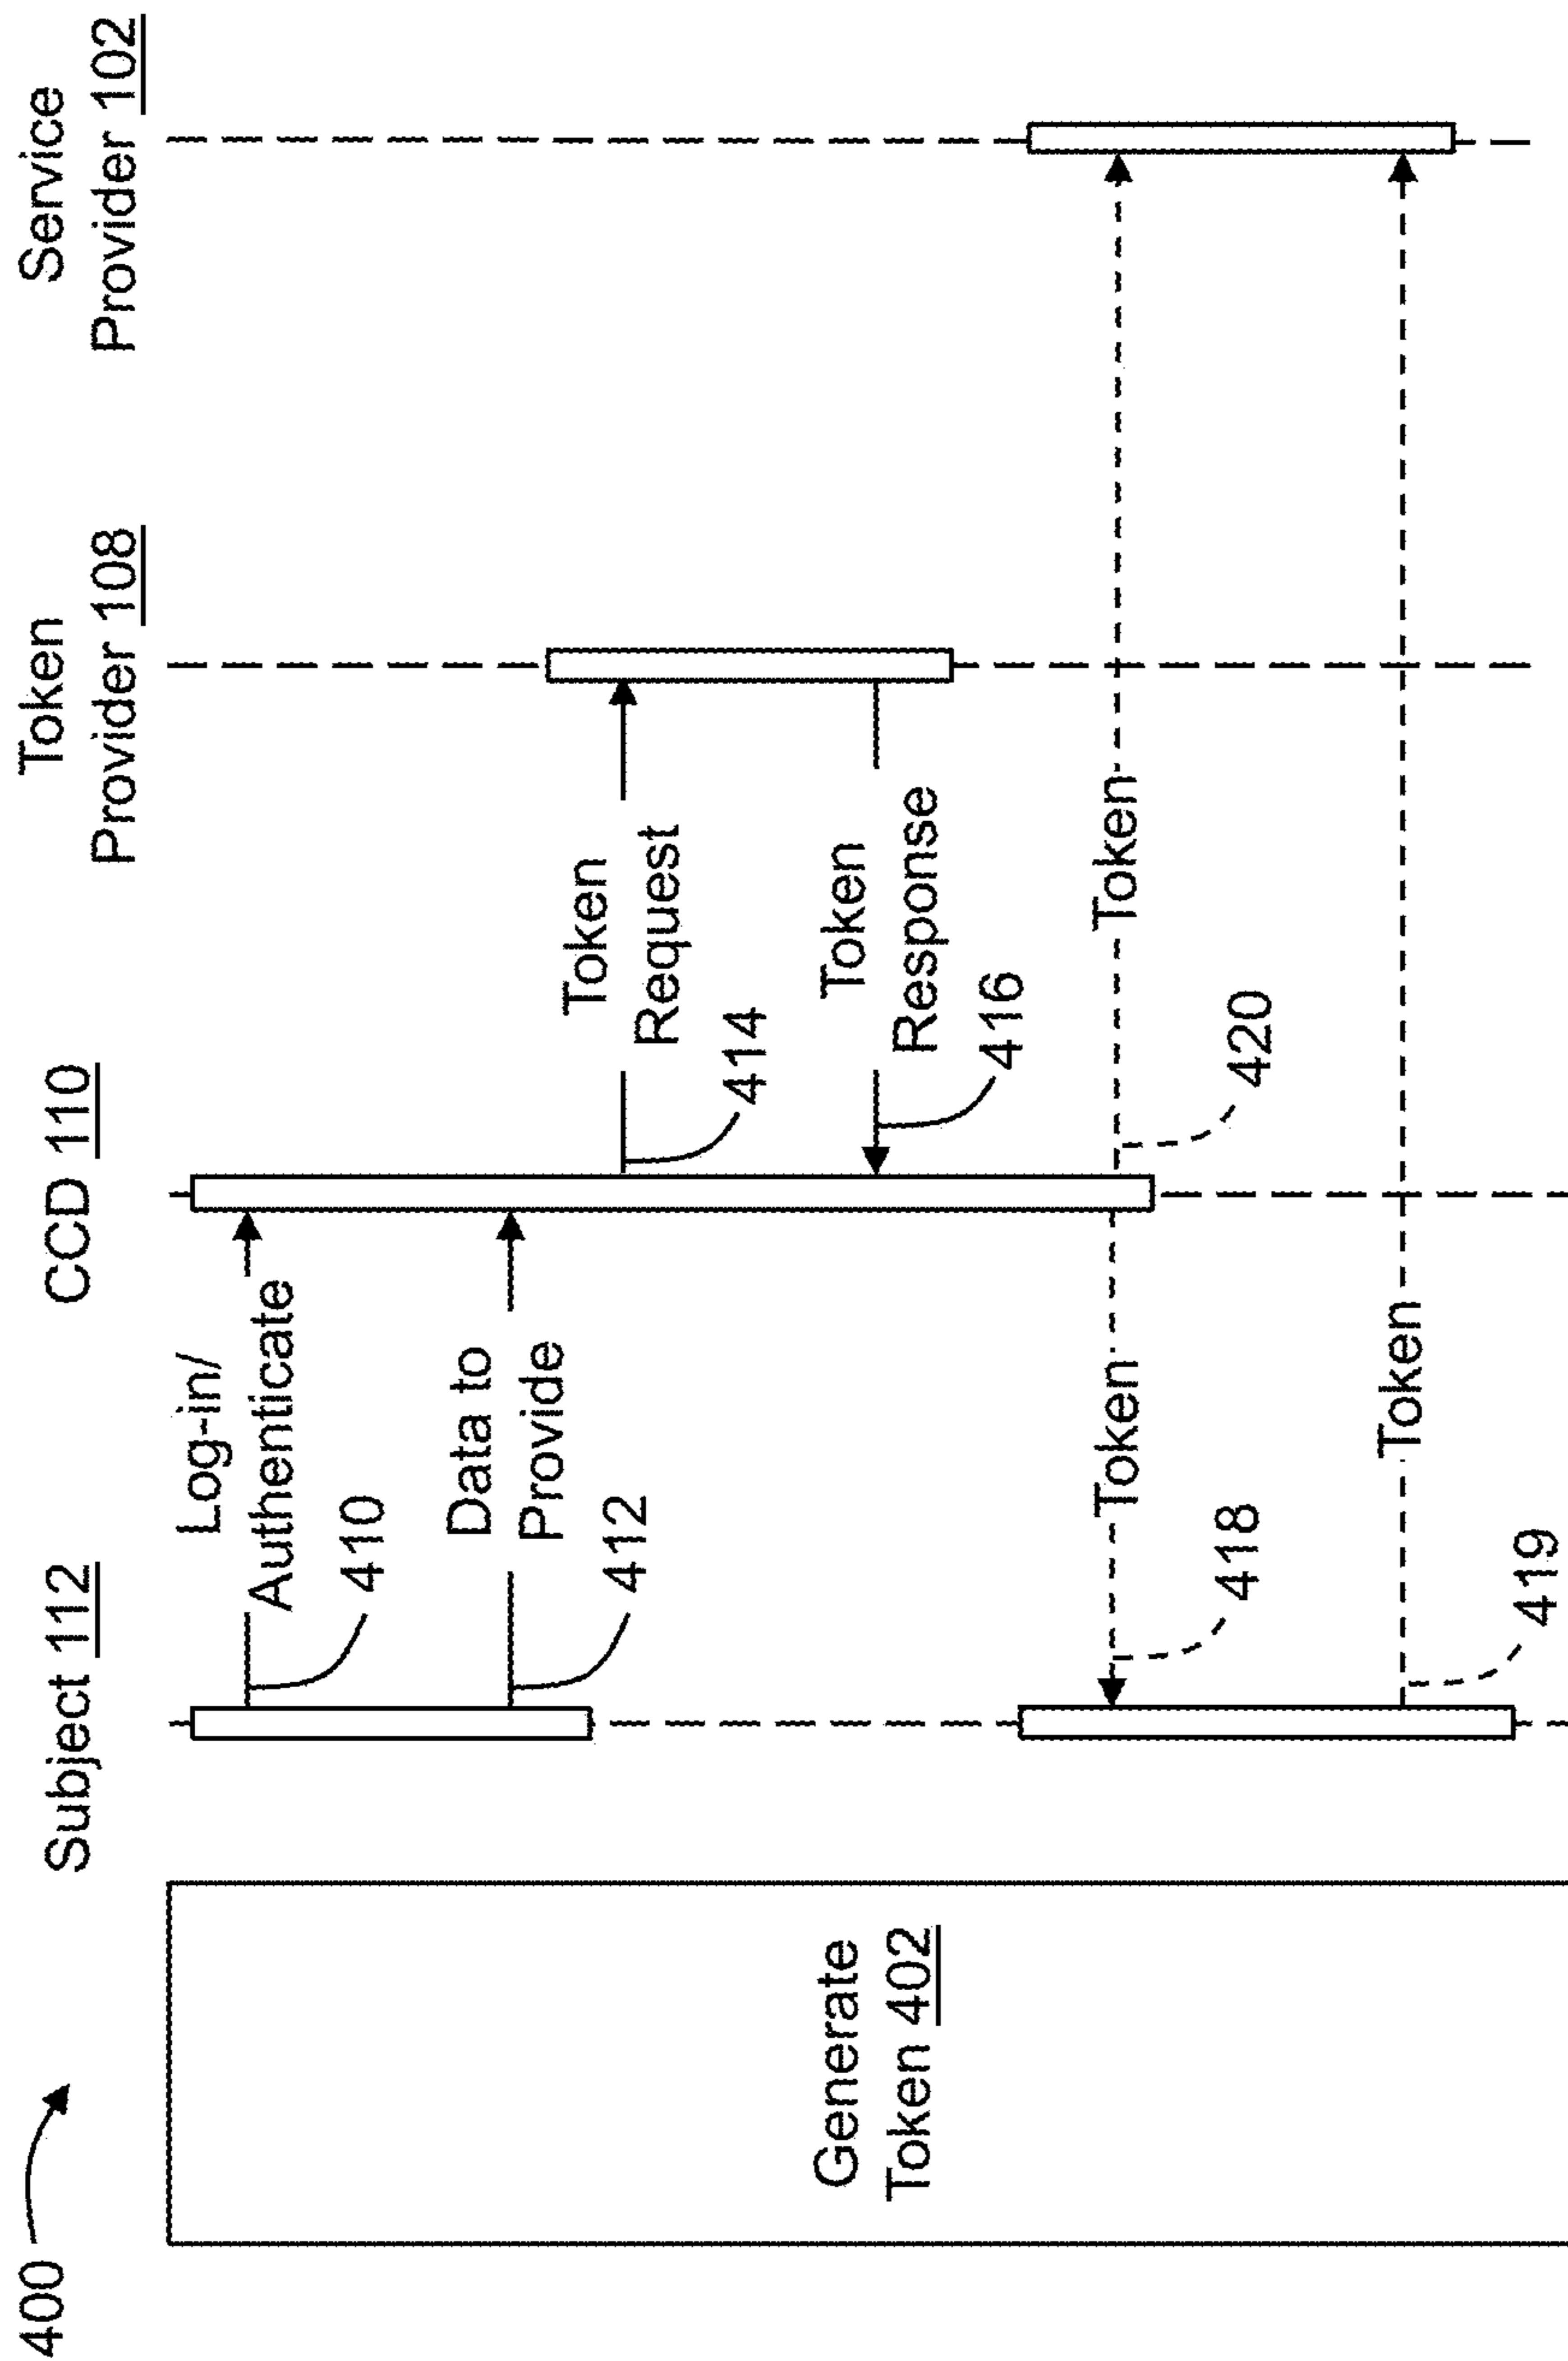 400
Subject 112
CCD 110
Token
Provider 108
Service
Provider 102
Log-in/
Authenticate
410
Data to
Provide
412
Token
Request
414
Generate
Token 402
Token
Response
416
Token
418
Token
420
Token
419